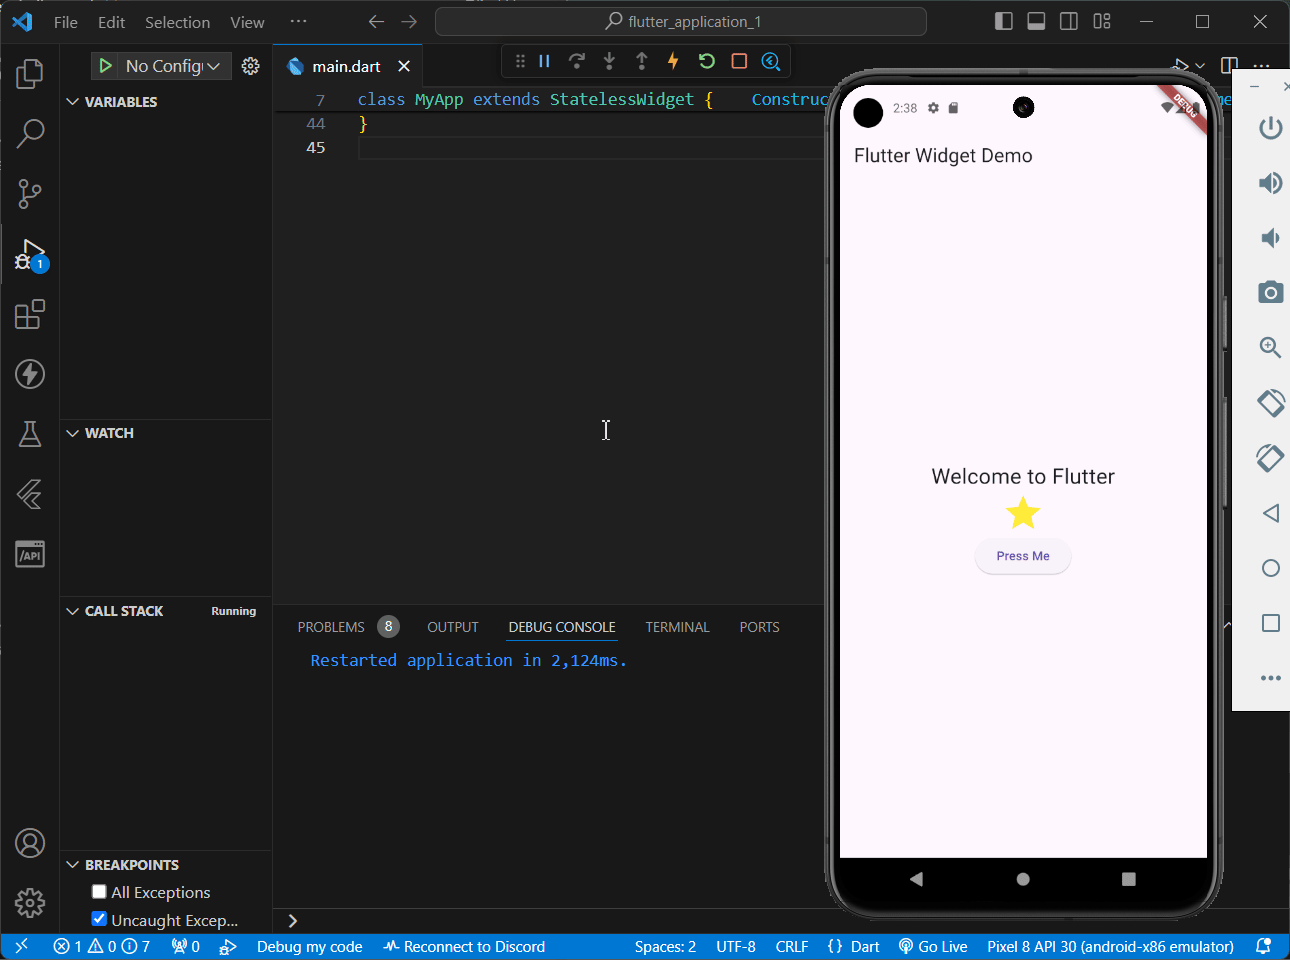 File Edit Selection View ··· flutter_application_1
No Config
main.dart
VARIABLES
7 class MyApp extends StatelessWidget { Construc
44 }
45
WATCH
CALL STACK Running
PROBLEMS 8 OUTPUT DEBUG CONSOLE TERMINAL PORTS
Restarted application in 2,124ms.
BREAKPOINTS
All Exceptions
Uncaught Excep...
1
/API
1 0 7 0 Debug my code Reconnect to Discord Spaces: 2 UTF-8 CRLF {} Dart Go Live Pixel 8 API 30 (android-x86 emulator)
2:38
DEBUG
Flutter Widget Demo
Welcome to Flutter
Press Me